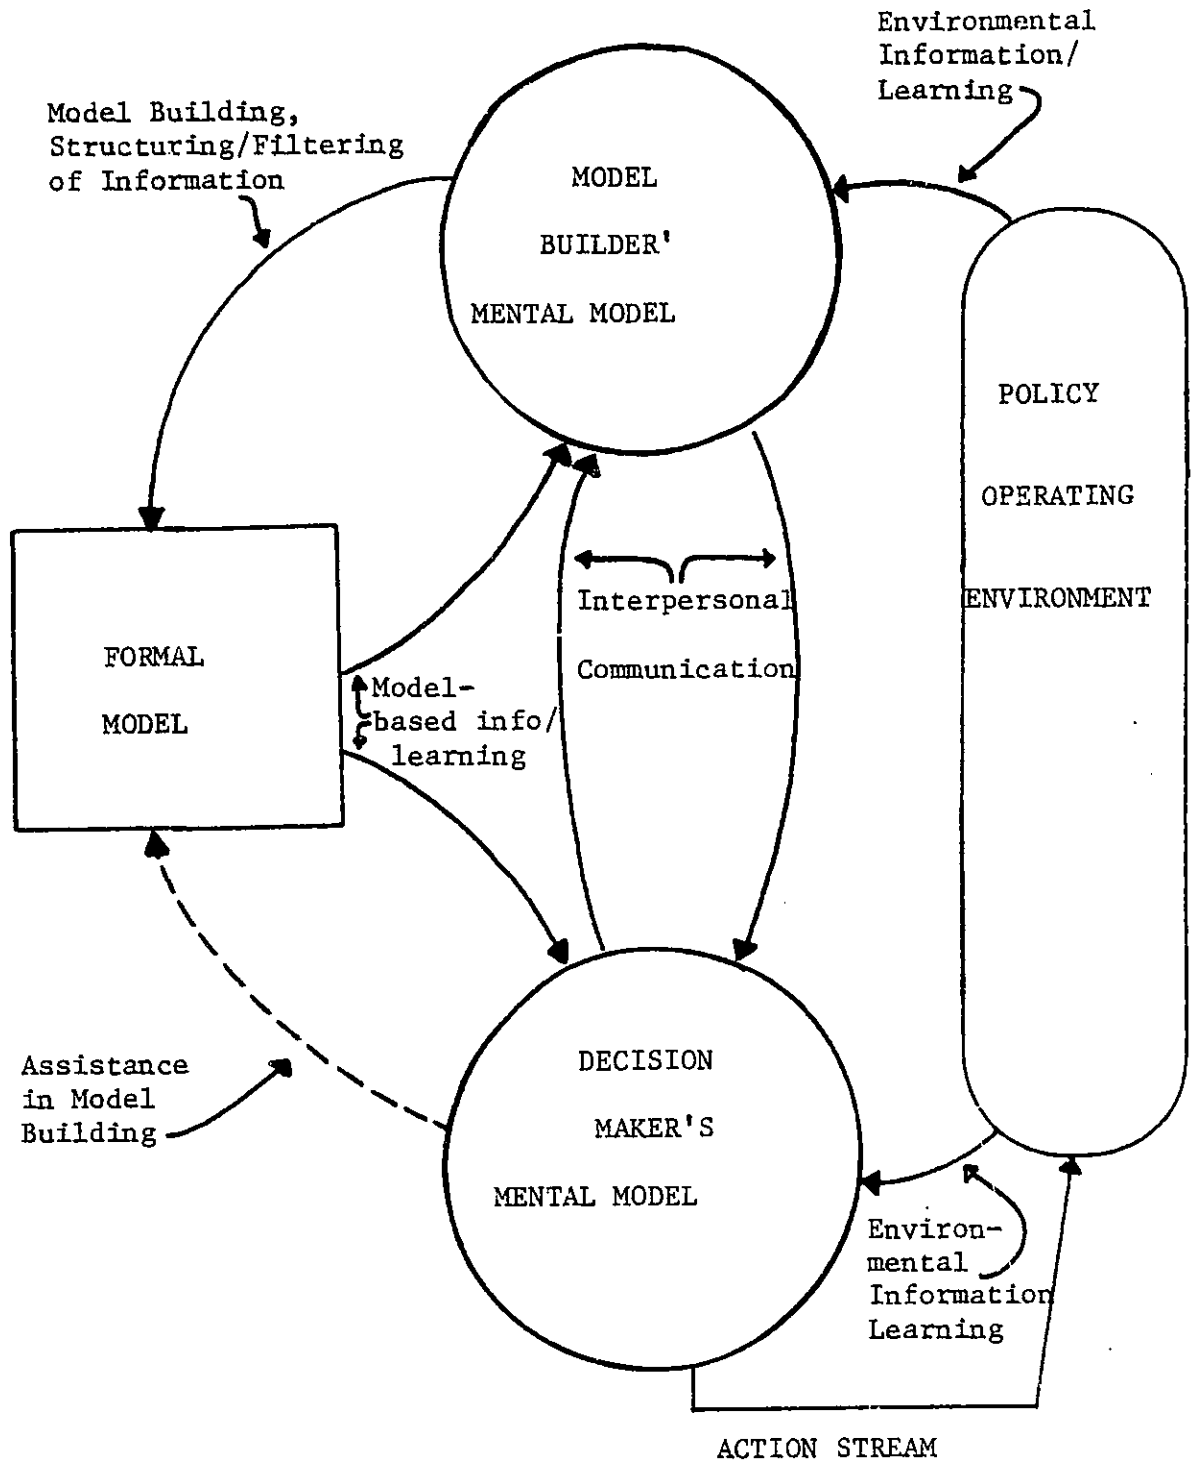 Environmental
Information/
Learning
Model Building,
Structuring/Filtering
of Information
MODEL
BUILDER'
MENTAL MODEL
POLICY
OPERATING
ENVIRONMENT
Interpersonal
Communication
FORMAL
MODEL
Model-
based info/
learning
DECISION
MAKER'S
MENTAL MODEL
Assistance
in Model
Building
Environ-
mental
Information
Learning
ACTION STREAM